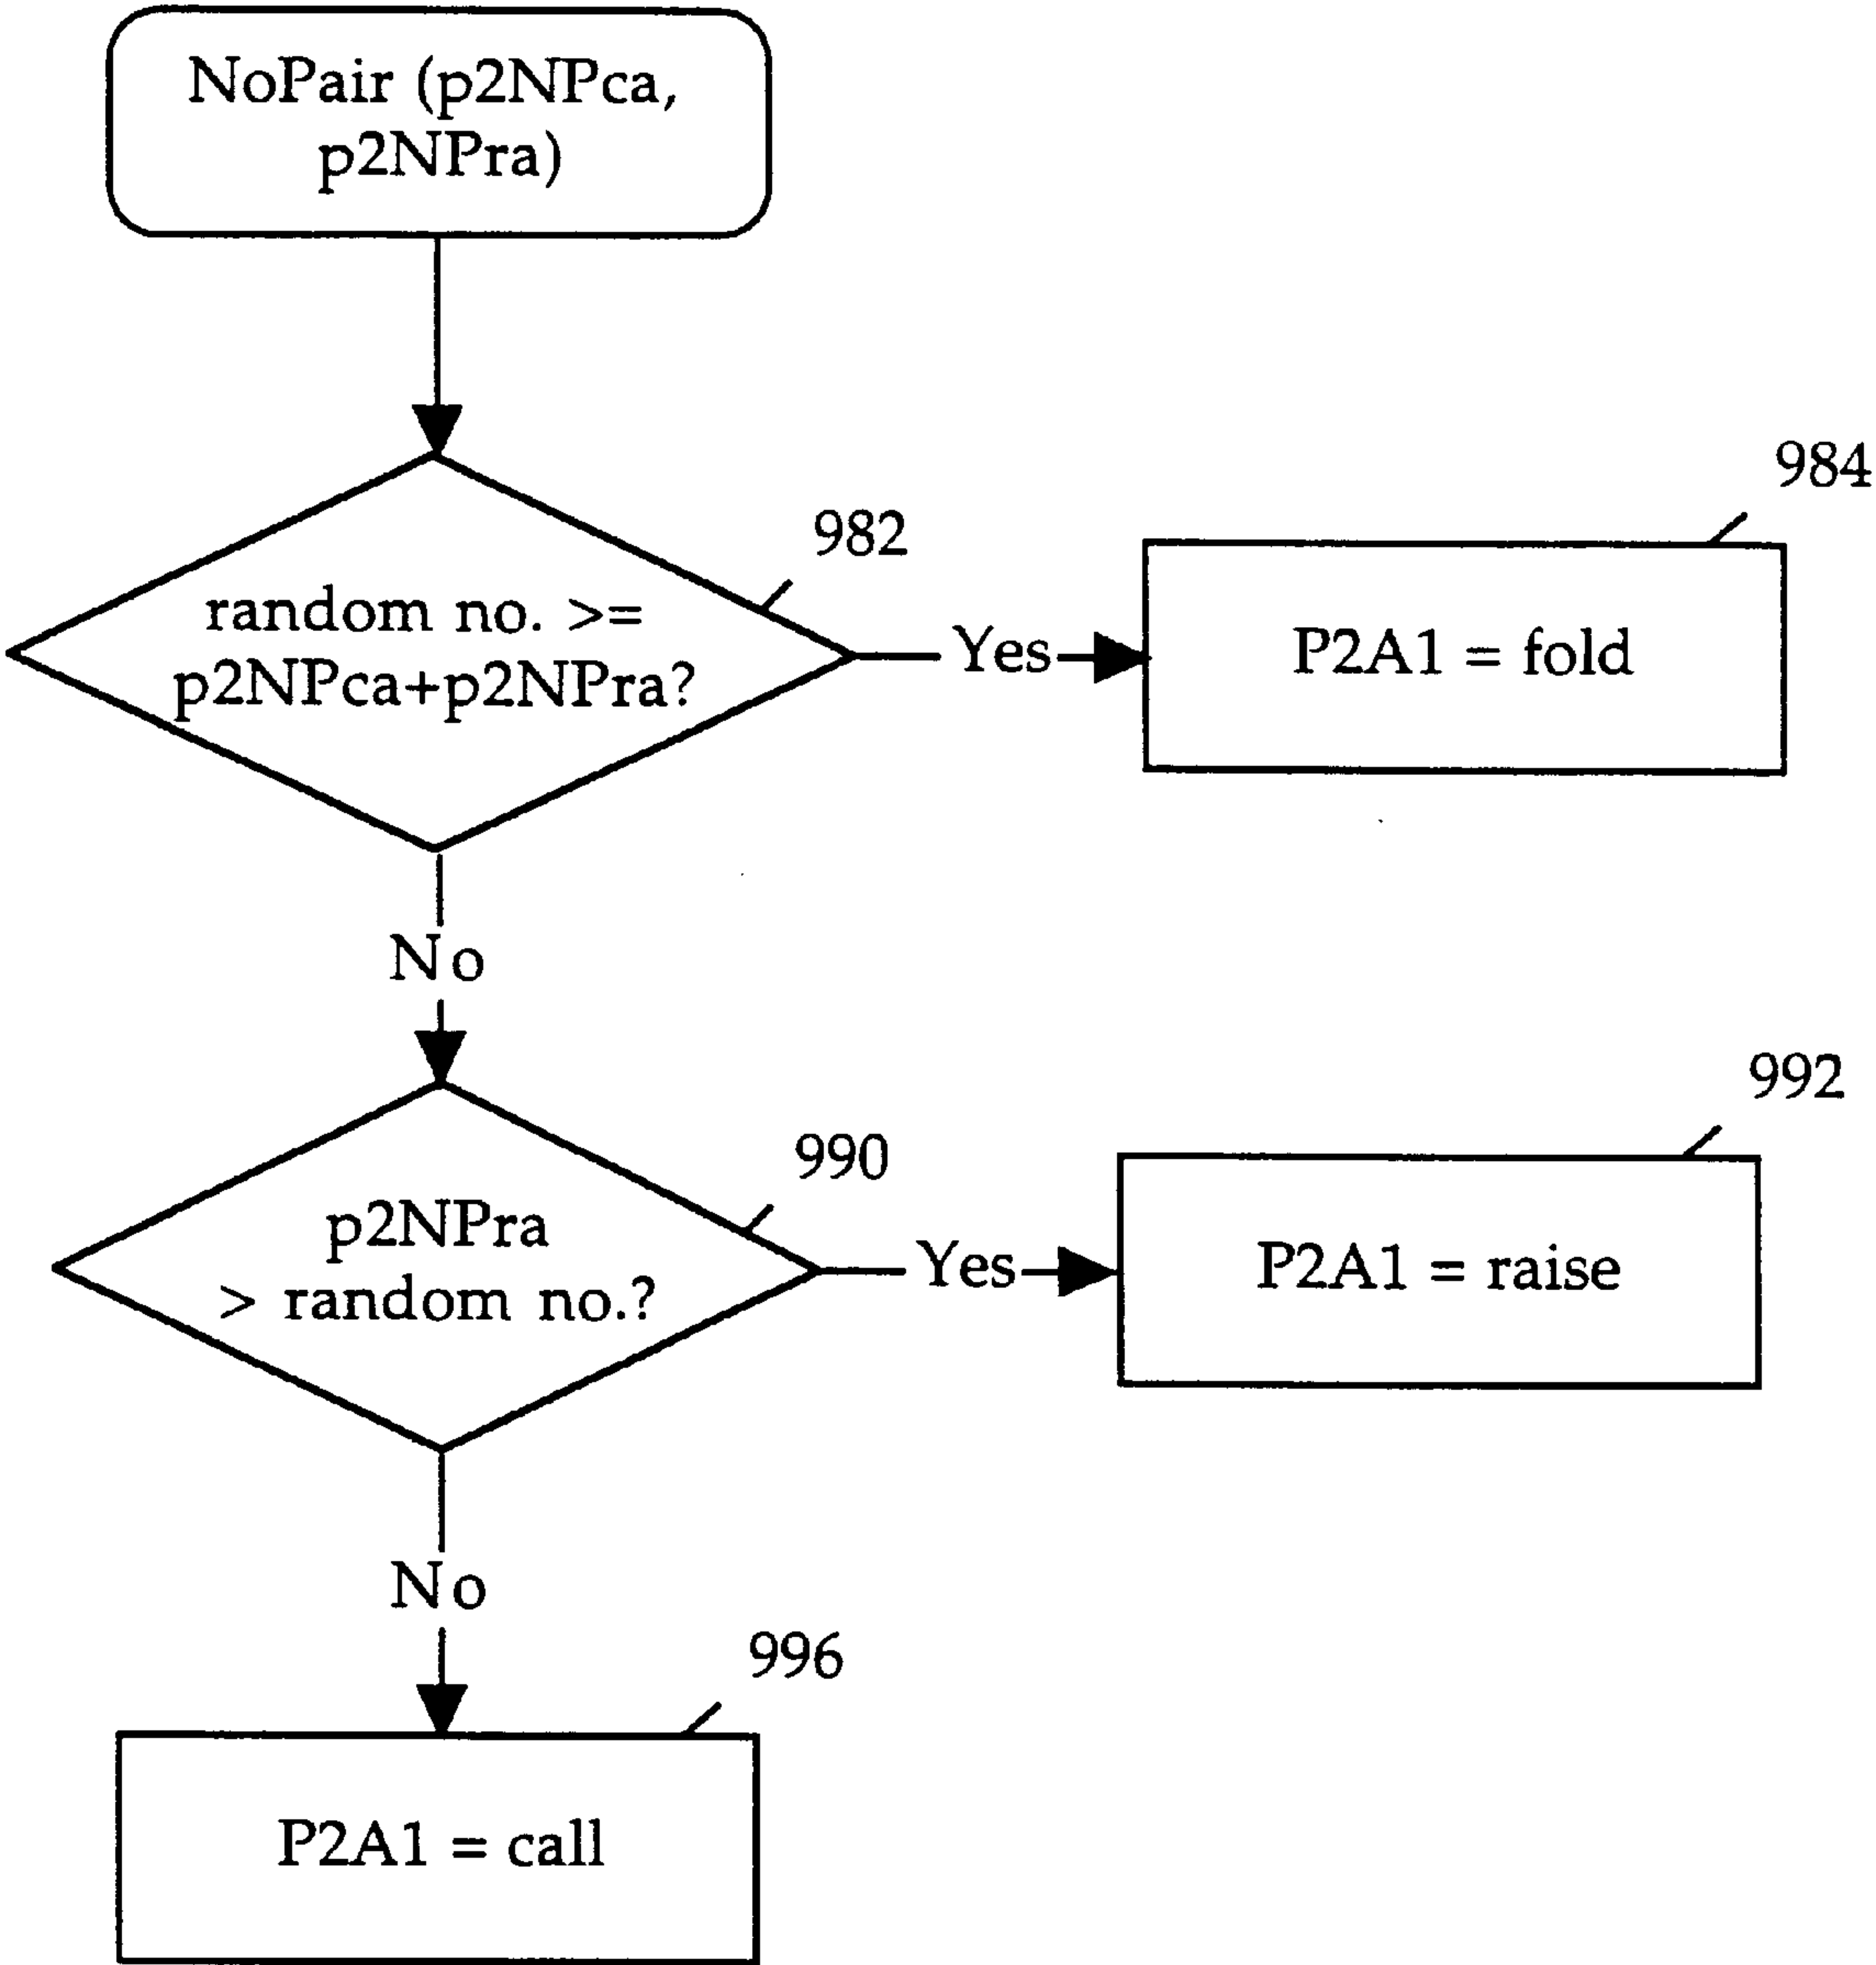 NoPair (p2NPca,
p2NPra)
982
984
random no. >=
p2NPca+p2NPra?
Yes
P2A1 = fold
No
990
992
p2NPra
> random no.?
Yes
P2A1 = raise
No
996
P2A1 = call